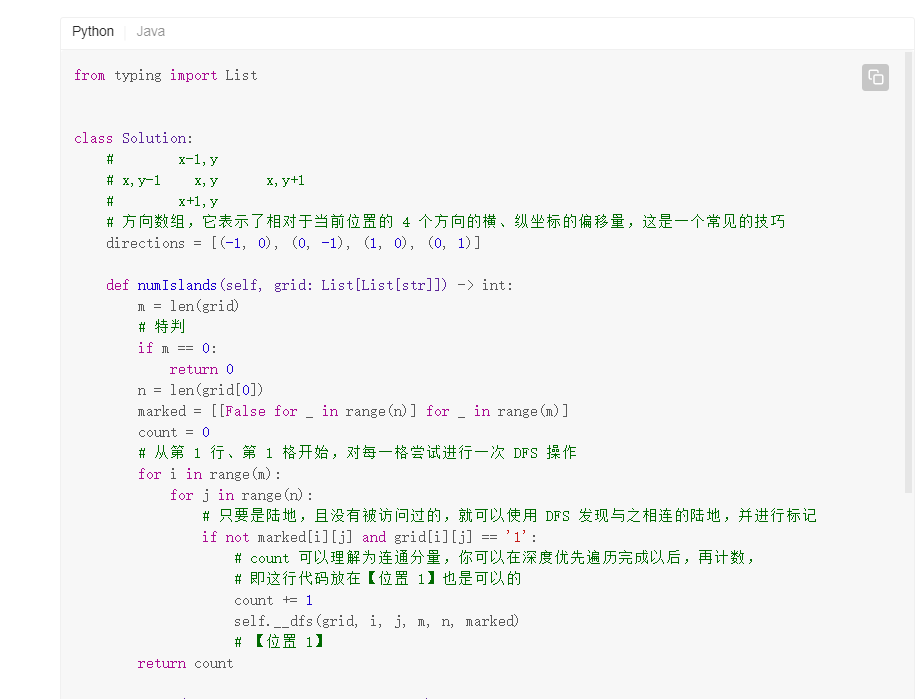 Python Java
from typing import List
class Solution:
    #        x-1,y
    # x,y-1    x,y      x,y+1
    #        x+1,y
    # 方向数组，它表示了相对于当前位置的 4 个方向的横、纵坐标的偏移量，这是一个常见的技巧
    directions = [(-1, 0), (0, -1), (1, 0), (0, 1)]
    def numIslands(self, grid: List[List[str]]) -> int:
        m = len(grid)
        # 特判
        if m == 0:
            return 0
        n = len(grid[0])
        marked = [[False for _ in range(n)] for _ in range(m)]
        count = 0
        # 从第 1 行、第 1 格开始，对每一格尝试进行一次 DFS 操作
        for i in range(m):
            for j in range(n):
                # 只要是陆地，且没有被访问过的，就可以使用 DFS 发现与之相连的陆地，并进行标记
                if not marked[i][j] and grid[i][j] == '1':
                    # count 可以理解为连通分量，你可以在深度优先遍历完成以后，再计数，
                    # 即这行代码放在【位置 1】也是可以的
                    count += 1
                    self.__dfs(grid, i, j, m, n, marked)
                    # 【位置 1】
        return count